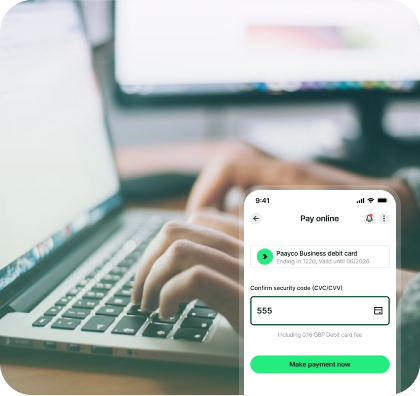 9:41
Pay online
Paayco Business debit card
Ending in 1220, Valid until 06/2026
Confirm security code (CVC/CVV)
555
Including 0.16 GBP Debit card fee
Make payment now